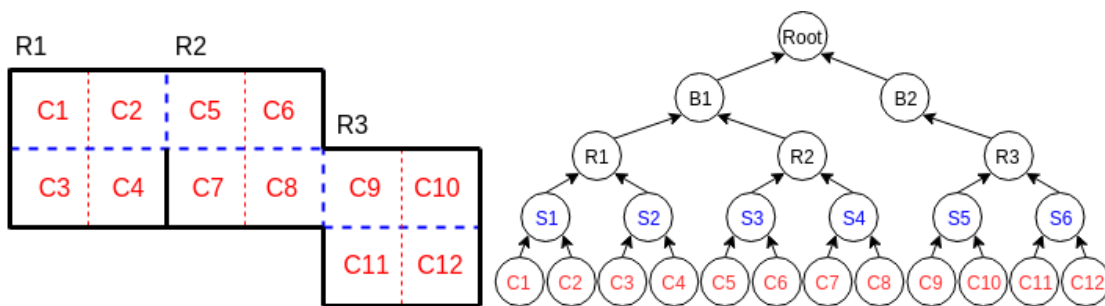 R1 R2
C1 C2 C5 C6
R3
C3 C4 C7 C8 C9 C10
C11 C12
Root
B1 B2
R1 R2 R3
S1 S2 S3 S4 S5 S6
C1 C2 C3 C4 C5 C6 C7 C8 C9 C10 C11 C12